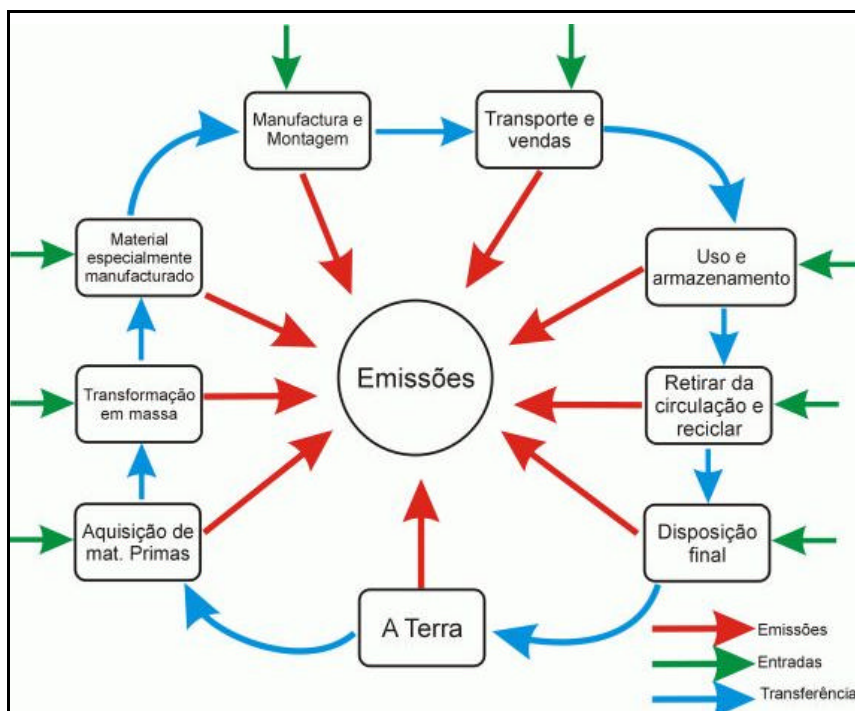 Manufactura e
Montagem
Transporte e
vendas
Material
especialmente
manufacturado
Uso e
armazenamento
Emissões
Transformação
em massa
Retirar da
circulação e
reciclar
Aquisição de
mat. Primas
Disposição
final
A Terra
Emissões
Entradas
Transferência